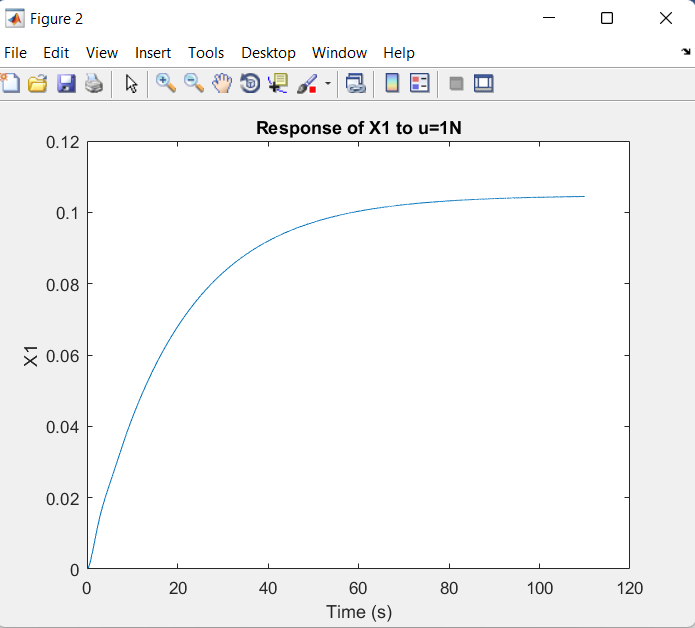 Figure 2
File Edit View Insert Tools Desktop Window Help
Response of X1 to u=1N
0.12
0.1
0.08
0.06
0.04
0.02
0
X1
0 20 40 60 80 100 120
Time (s)